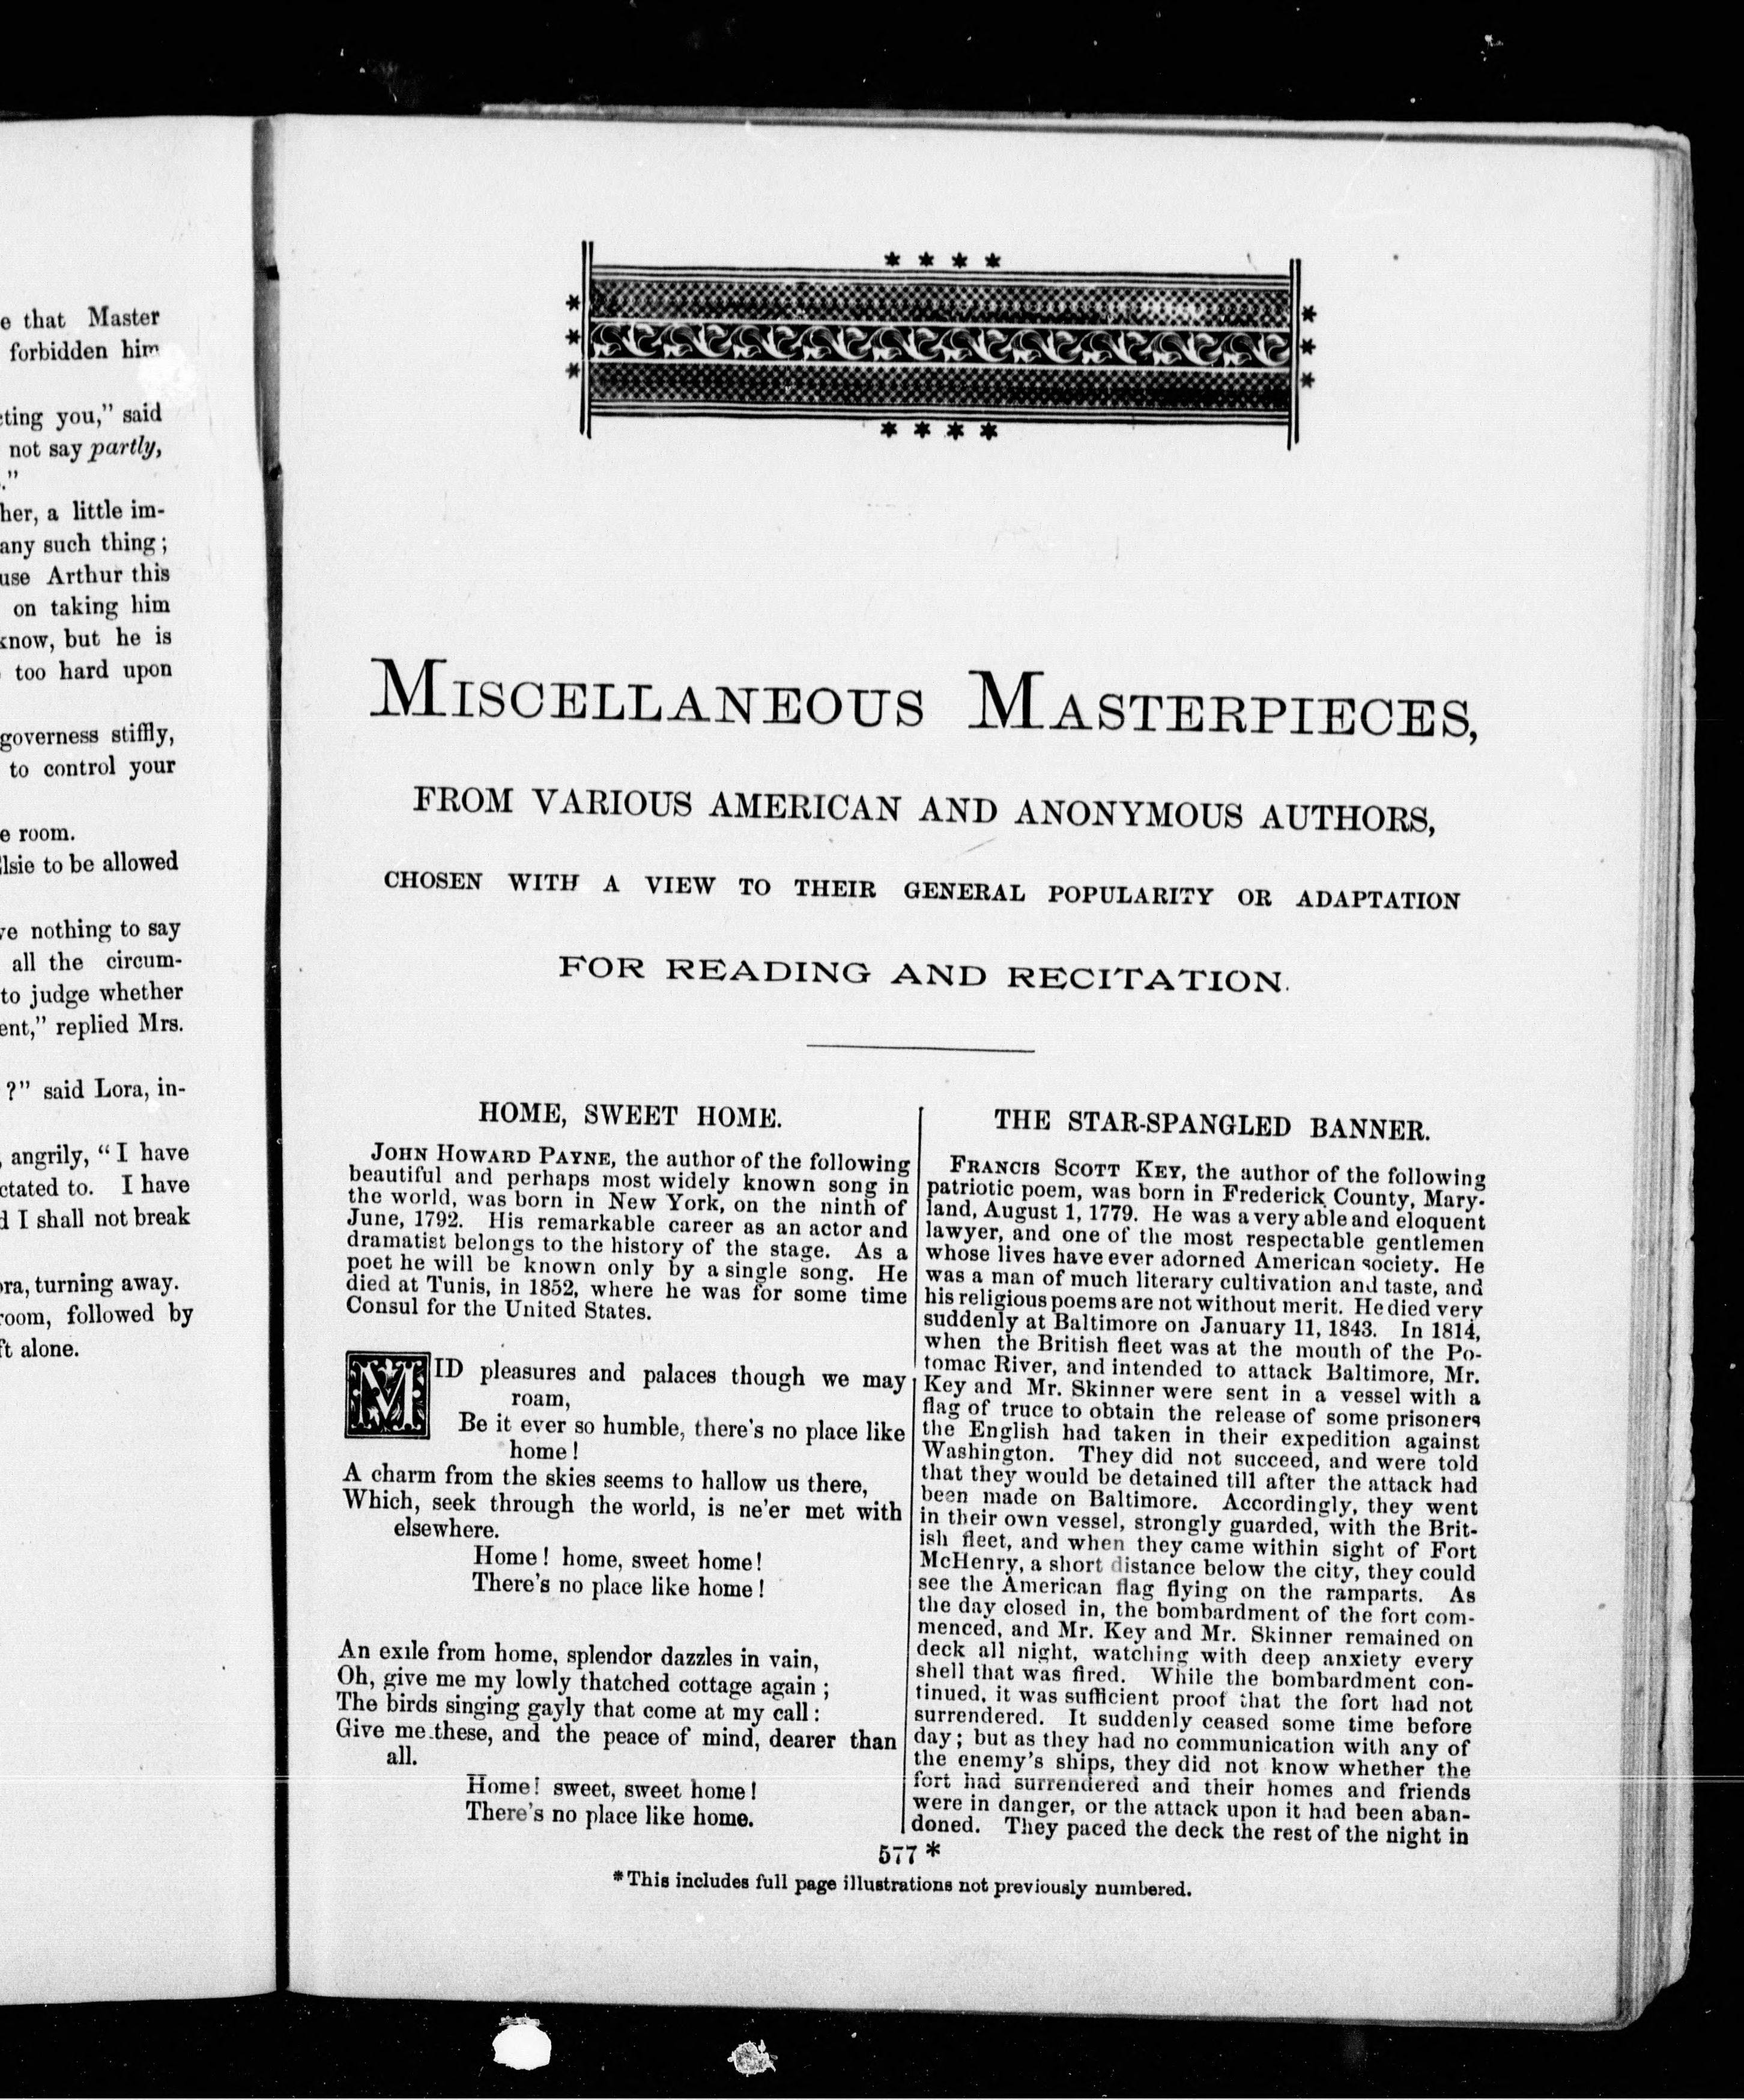 e that Master
forbidden him
cting you,” said
not say partly,
.”
her, a little im-
any such thing;
use Arthur this
on taking him
know, but he is
too hard upon
governess stiffly,
to control your
e room.
lsie to be allowed
ve nothing to say
all the circum-
to judge whether
ent,” replied Mrs.
?” said Lora, in-
, angrily, “I have
ctated to. I have
d I shall not break
ora, turning away.
room, followed by
ft alone.
* * * *
* * *
* * *
* * * *
MISCELLANEOUS MASTERPIECES,
FROM VARIOUS AMERICAN AND ANONYMOUS AUTHORS,
CHOSEN WITH A VIEW TO THEIR GENERAL POPULARITY OR ADAPTATION
FOR READING AND RECITATION.
HOME, SWEET HOME.
JOHN HOWARD PAYNE, the author of the following
beautiful and perhaps most widely known song in
the world, was born in New York, on the ninth of
June, 1792. His remarkable career as an actor and
dramatist belongs to the history of the stage. As a
poet he will be known only by a single song. He
died at Tunis, in 1852, where he was for some time
Consul for the United States.
MID pleasures and palaces though we may
roam,
Be it ever so humble, there's no place like
home!
A charm from the skies seems to hallow us there,
Which, seek through the world, is ne'er met with
elsewhere.
Home! home, sweet home!
There's no place like home!
An exile from home, splendor dazzles in vain,
Oh, give me my lowly thatched cottage again;
The birds singing gayly that come at my call:
Give me these, and the peace of mind, dearer than
all.
Home! sweet, sweet home!
There's no place like home.
THE STAR-SPANGLED BANNER.
FRANCIS SCOTT KEY, the author of the following
patriotic poem, was born in Frederick County, Mary-
land, August 1, 1779. He was a very able and eloquent
lawyer, and one of the most respectable gentlemen
whose lives have ever adorned American society. He
was a man of much literary cultivation and taste, and
his religious poems are not without merit. He died very
suddenly at Baltimore on January 11, 1843. In 1814,
when the British fleet was at the mouth of the Po-
tomac River, and intended to attack Baltimore, Mr.
Key and Mr. Skinner were sent in a vessel with a
flag of truce to obtain the release of some prisoners
the English had taken in their expedition against
Washington. They did not succeed, and were told
that they would be detained till after the attack had
been made on Baltimore. Accordingly, they went
in their own vessel, strongly guarded, with the Brit-
ish fleet, and when they came within sight of Fort
McHenry, a short distance below the city, they could
see the American flag flying on the ramparts. As
the day closed in, the bombardment of the fort com-
menced, and Mr. Key and Mr. Skinner remained on
deck all night, watching with deep anxiety every
shell that was fired. While the bombardment con-
tinued, it was sufficient proof that the fort had not
surrendered. It suddenly ceased some time before
day; but as they had no communication with any of
the enemy's ships, they did not know whether the
fort had surrendered and their homes and friends
were in danger, or the attack upon it had been aban-
doned. They paced the deck the rest of the night in
577 *
*This includes full page illustrations not previously numbered.